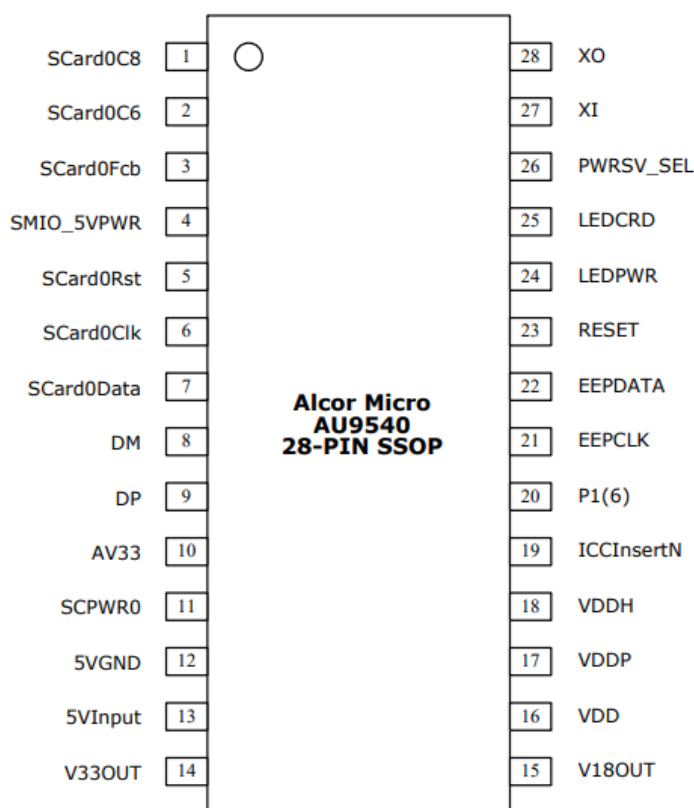 SCard0C8 1 28 XO
SCard0C6 2 27 XI
SCard0Fcb 3 26 PWRSV_SEL
SMIO_5VPWR 4 25 LEDCRD
SCard0Rst 5 24 LEDPWR
SCard0Clk 6 23 RESET
SCard0Data 7 22 EEPDATA
Alcor Micro
AU9540
28-PIN SSOP
DM 8 21 EEPCLK
DP 9 20 P1(6)
AV33 10 19 ICCInsertN
SCPWR0 11 18 VDDH
5VGND 12 17 VDDP
5VInput 13 16 VDD
V33OUT 14 15 V18OUT